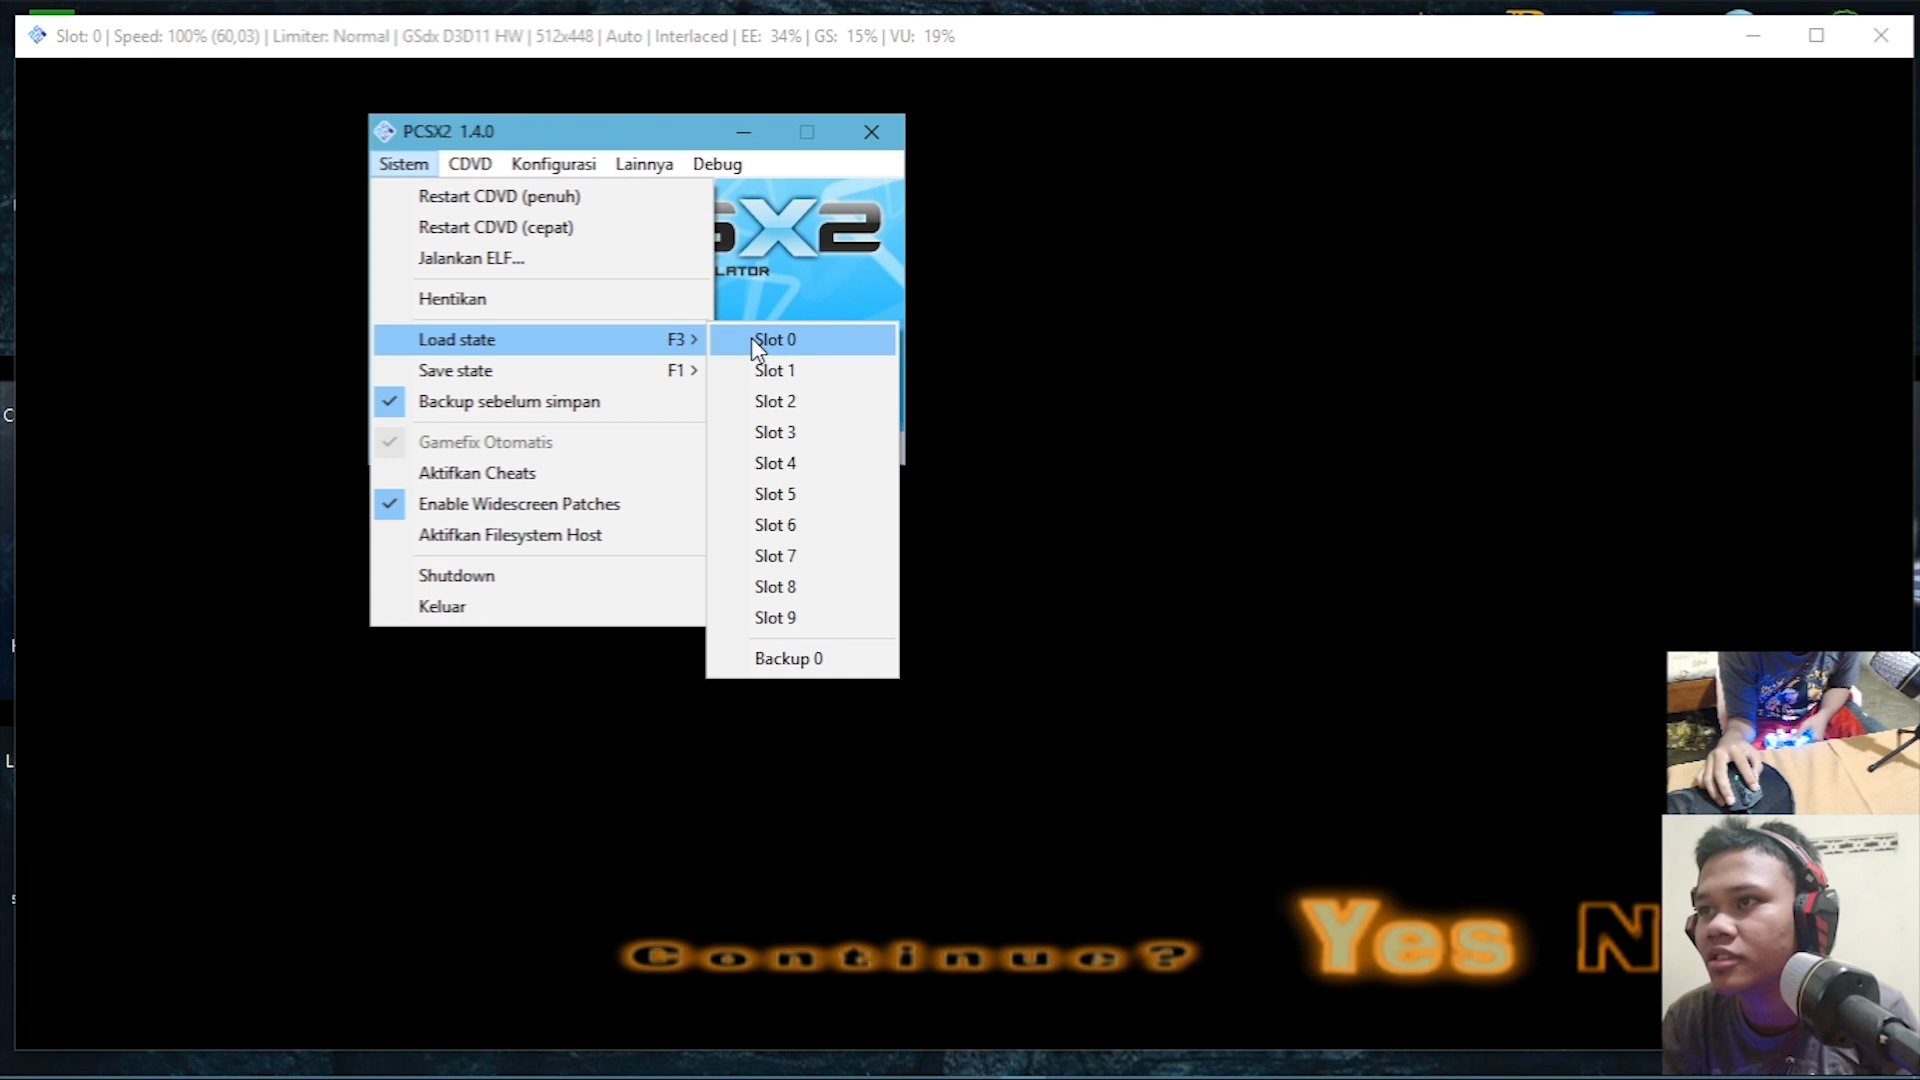 Slot: 0 | Speed: 100% (60,03) | Limiter: Normal | GSdx D3D11 HW | 512x448 | Auto | Interlaced | EE: 34% | GS: 15% | VU: 19%
PCSX2 1.4.0
Sistem CDVD Konfigurasi Lainnya Debug
Restart CDVD (penuh)
Restart CDVD (cepat)
Jalankan ELF...
Hentikan
Load state F3 >
Save state F1 >
Backup sebelum simpan
Gamefix Otomatis
Aktifkan Cheats
Enable Widescreen Patches
Aktifkan Filesystem Host
Shutdown
Keluar
Slot 0
Slot 1
Slot 2
Slot 3
Slot 4
Slot 5
Slot 6
Slot 7
Slot 8
Slot 9
Backup 0
Continue? Yes N